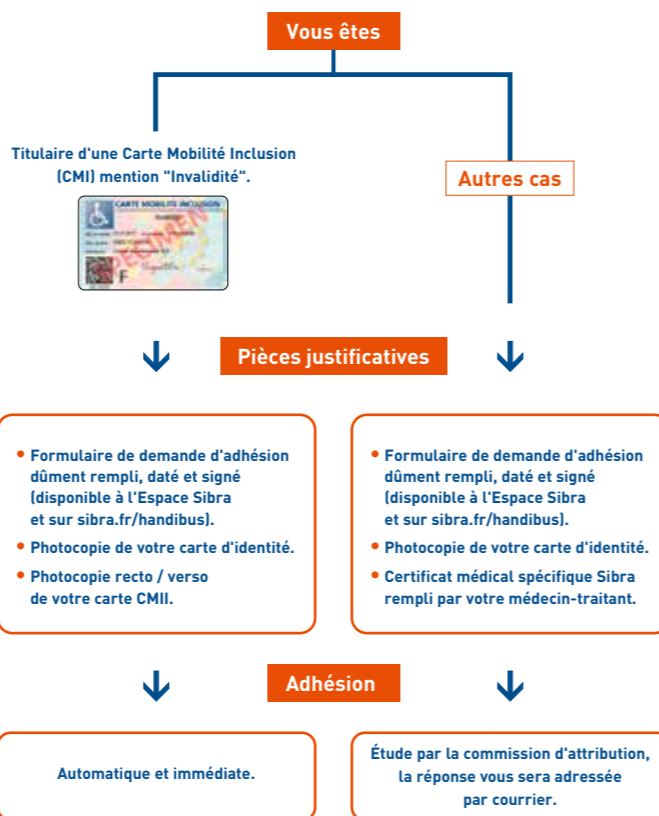 Vous êtes
Titulaire d'une Carte Mobilité Inclusion
(CMI) mention "Invalidité".
CARTE MOBILITÉ INCLUSION
SPECIMEN
F
Autres cas
Pièces justificatives
• Formulaire de demande d'adhésion
dûment rempli, daté et signé
(disponible à l'Espace Sibra
et sur sibra.fr/handibus).
• Photocopie de votre carte d'identité.
• Photocopie recto / verso
de votre carte CMII.
• Formulaire de demande d'adhésion
dûment rempli, daté et signé
(disponible à l'Espace Sibra
et sur sibra.fr/handibus).
• Photocopie de votre carte d'identité.
• Certificat médical spécifique Sibra
rempli par votre médecin-traitant.
Adhésion
Automatique et immédiate.
Étude par la commission d'attribution,
la réponse vous sera adressée
par courrier.